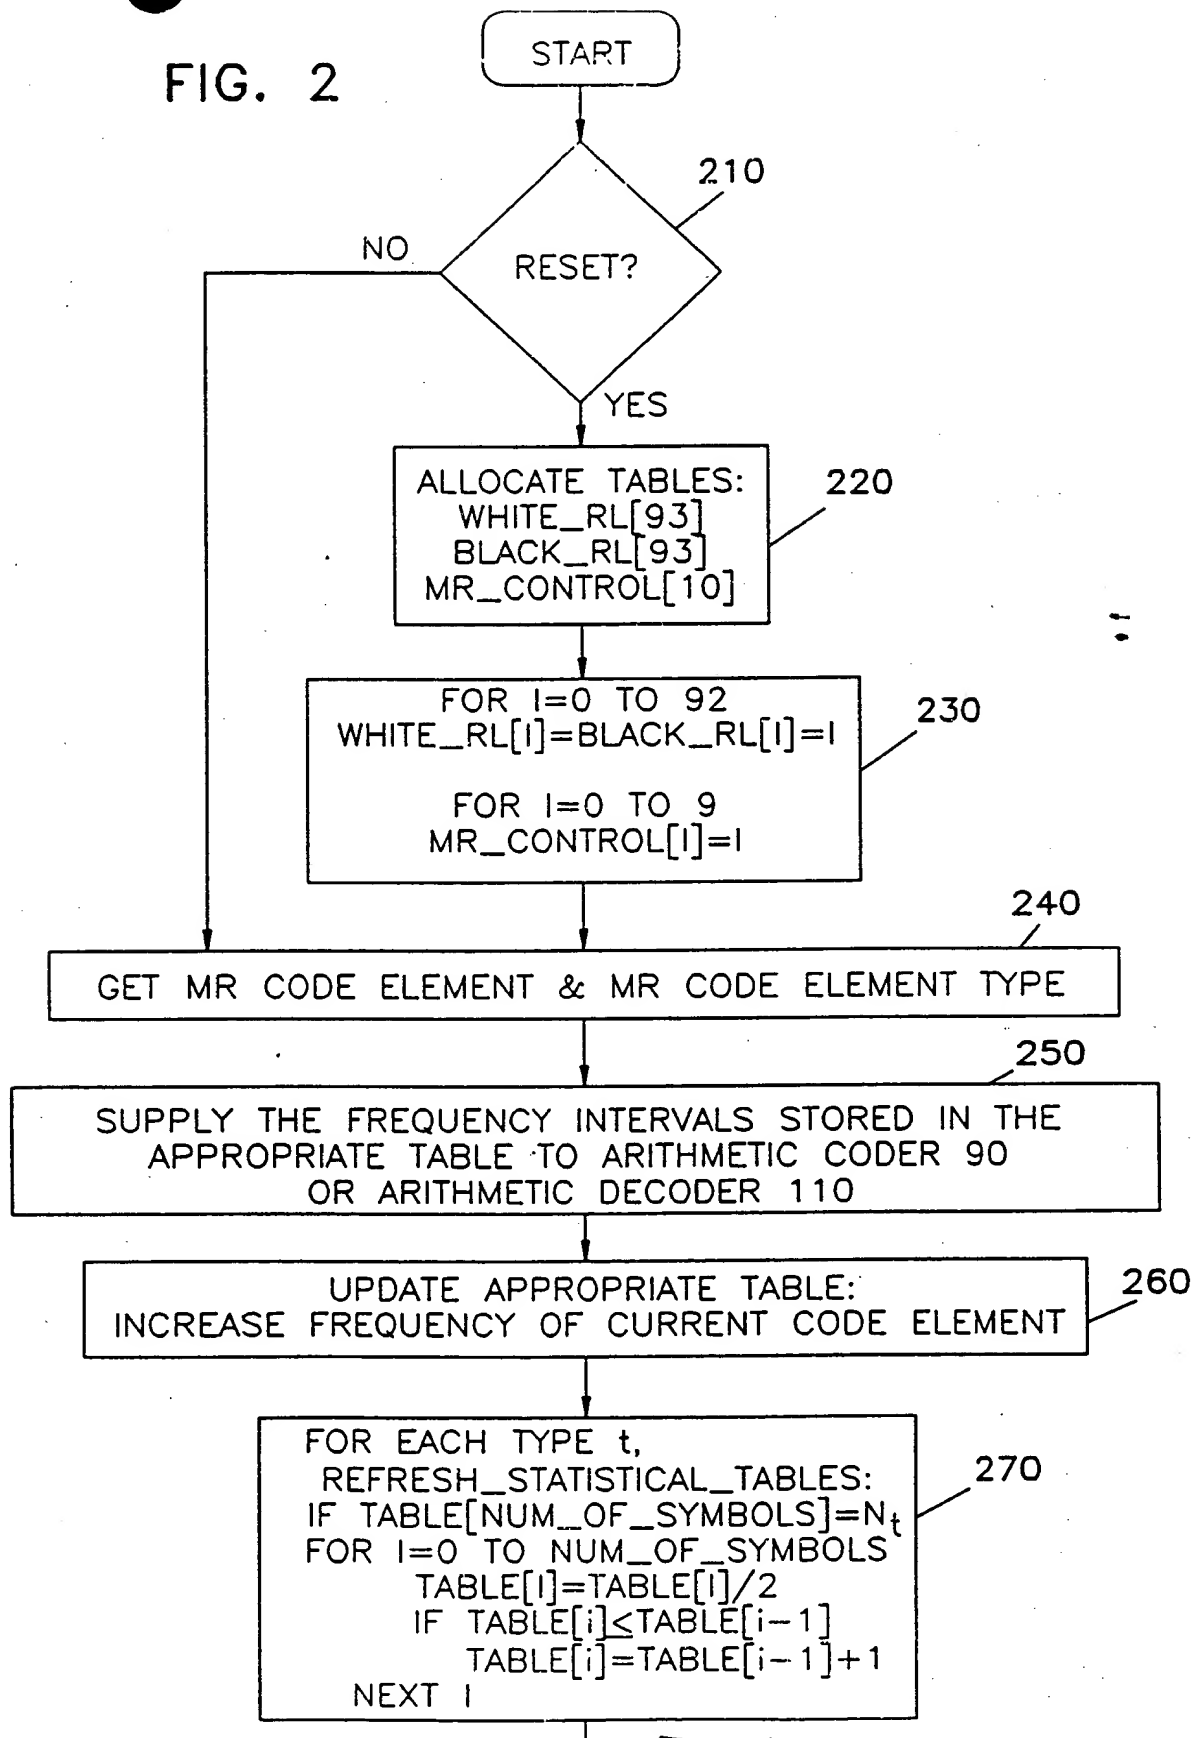 START
FIG. 2
210
NO
RESET?
YES
ALLOCATE TABLES:
WHITE_RL[93]
BLACK_RL[93]
MR_CONTROL[10]
220
FOR I=0 TO 92
WHITE_RL[I]=BLACK_RL[I]=I
FOR I=0 TO 9
MR_CONTROL[I]=I
230
240
GET MR CODE ELEMENT & MR CODE ELEMENT TYPE
250
SUPPLY THE FREQUENCY INTERVALS STORED IN THE
APPROPRIATE TABLE TO ARITHMETIC CODER 90
OR ARITHMETIC DECODER 110
UPDATE APPROPRIATE TABLE:
INCREASE FREQUENCY OF CURRENT CODE ELEMENT
260
FOR EACH TYPE t,
REFRESH_STATISTICAL_TABLES:
IF TABLE[NUM_OF_SYMBOLS]=Nt
FOR I=0 TO NUM_OF_SYMBOLS
TABLE[I]=TABLE[I]/2
IF TABLE[i]≤TABLE[i-1]
TABLE[i]=TABLE[i-1]+1
NEXT I
270